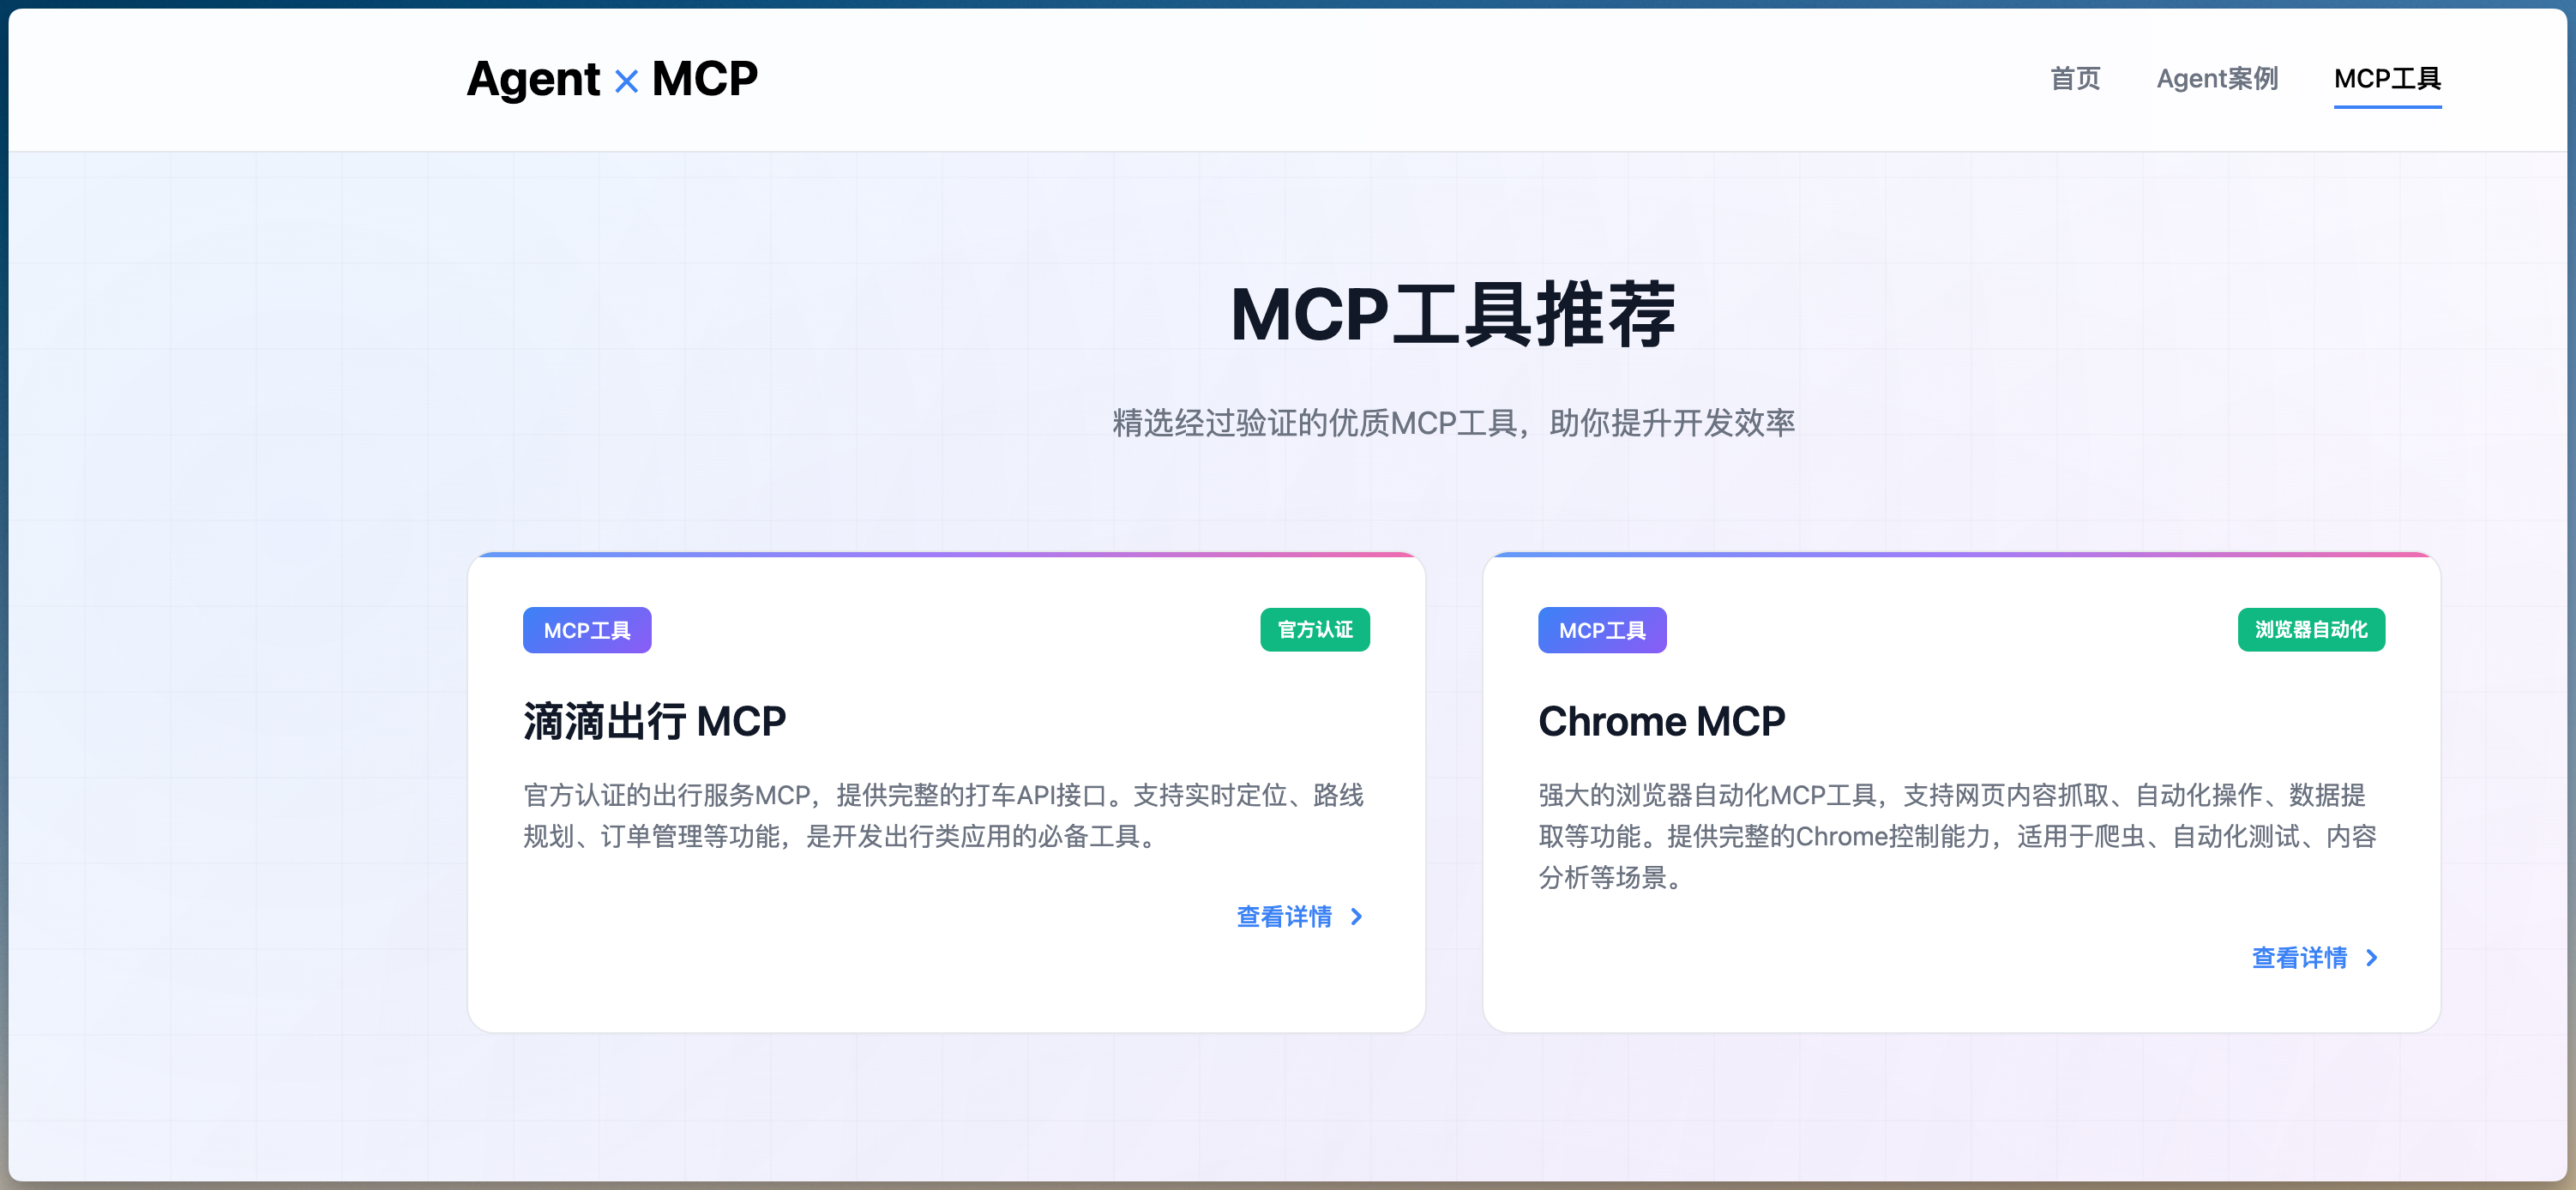 Agent × MCP
首页 Agent案例 MCP工具
MCP工具推荐
精选经过验证的优质MCP工具，助你提升开发效率
MCP工具 官方认证
滴滴出行 MCP
官方认证的出行服务MCP，提供完整的打车API接口。支持实时定位、路线
规划、订单管理等功能，是开发出行类应用的必备工具。
查看详情
MCP工具 浏览器自动化
Chrome MCP
强大的浏览器自动化MCP工具，支持网页内容抓取、自动化操作、数据提
取等功能。提供完整的Chrome控制能力，适用于爬虫、自动化测试、内容
分析等场景。
查看详情